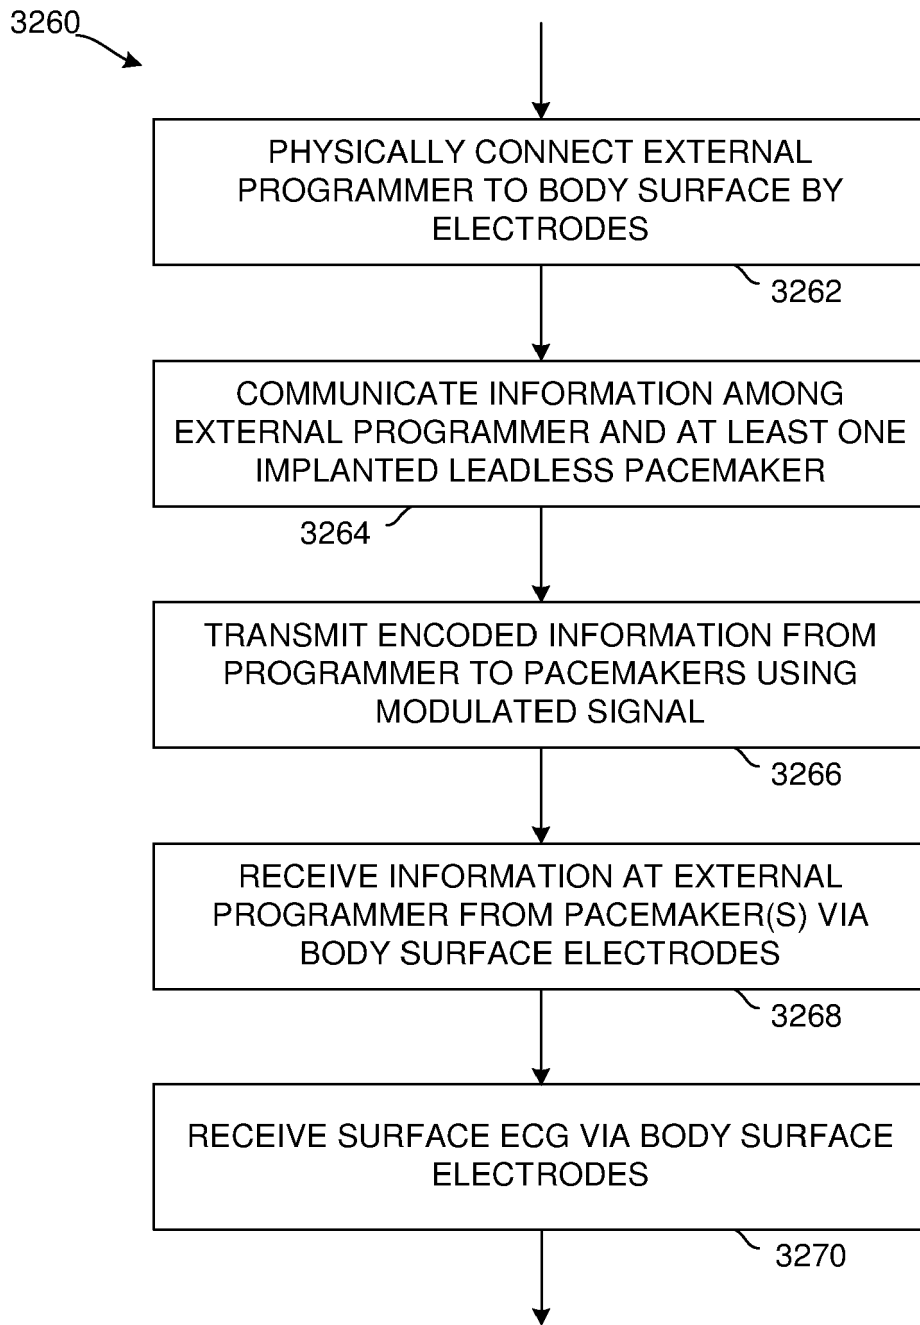 3260
PHYSICALLY CONNECT EXTERNAL
PROGRAMMER TO BODY SURFACE BY
ELECTRODES
3262
COMMUNICATE INFORMATION AMONG
EXTERNAL PROGRAMMER AND AT LEAST ONE
IMPLANTED LEADLESS PACEMAKER
3264
TRANSMIT ENCODED INFORMATION FROM
PROGRAMMER TO PACEMAKERS USING
MODULATED SIGNAL
3266
RECEIVE INFORMATION AT EXTERNAL
PROGRAMMER FROM PACEMAKER(S) VIA
BODY SURFACE ELECTRODES
3268
RECEIVE SURFACE ECG VIA BODY SURFACE
ELECTRODES
3270